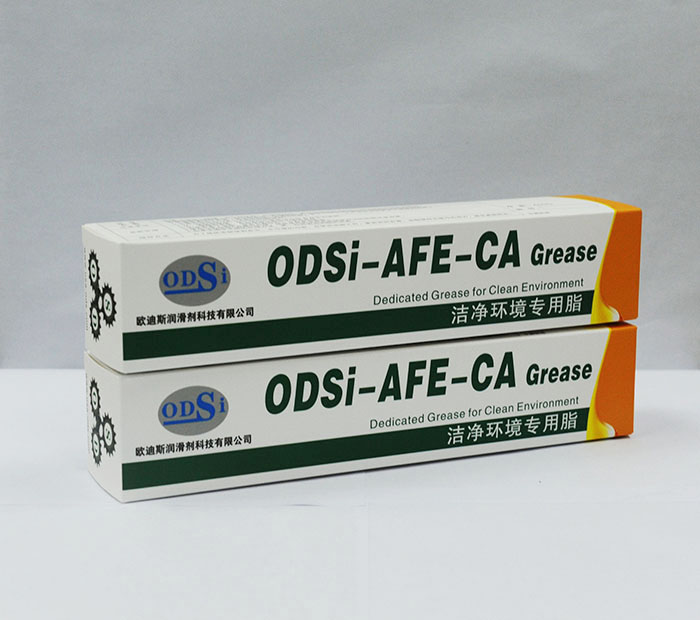 ODSi
欧迪斯润滑剂科技有限公司
ODSi-AFE-CA Grease
Dedicated Grease for Clean Environment
洁净环境专用脂
ODSi
欧迪斯润滑剂科技有限公司
ODSi-AFE-CA Grease
Dedicated Grease for Clean Environment
洁净环境专用脂